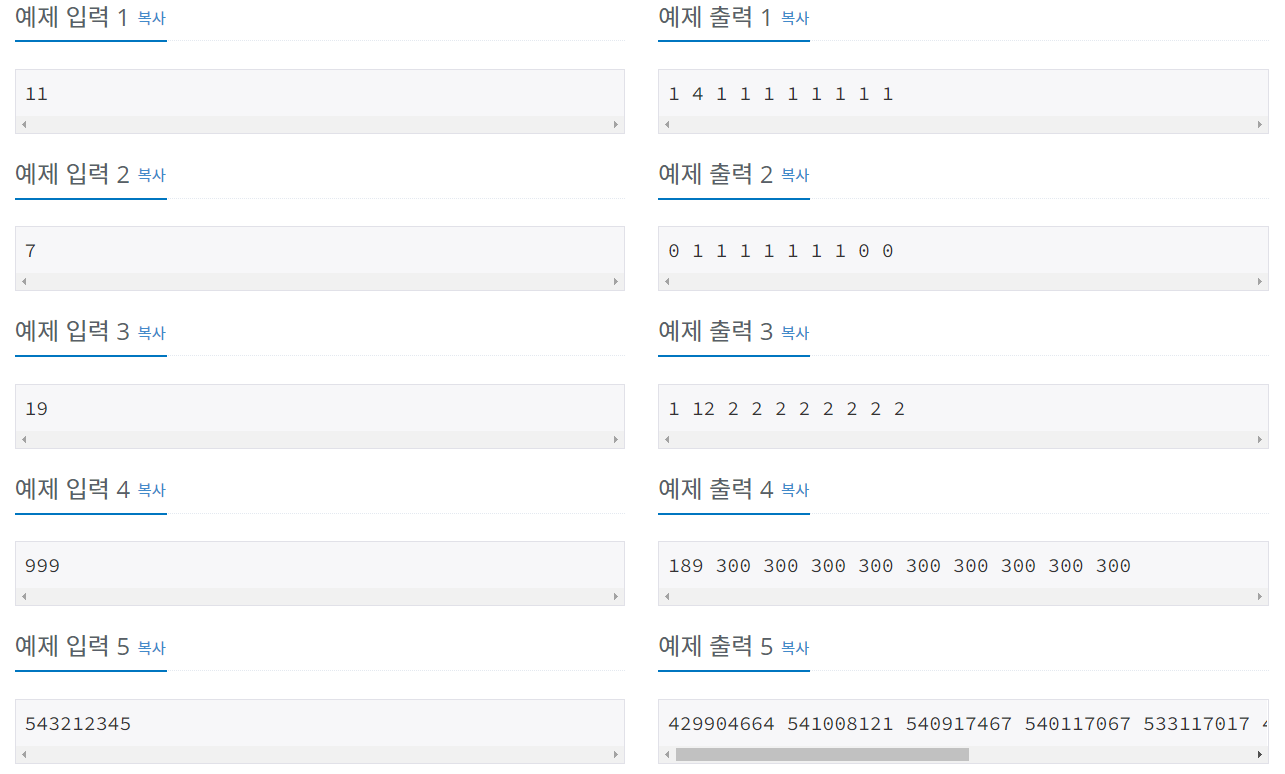 예제 입력 1 복사
예제 출력 1 복사
11
1 4 1 1 1 1 1 1 1 1
예제 입력 2 복사
예제 출력 2 복사
7
0 1 1 1 1 1 1 1 0 0
예제 입력 3 복사
예제 출력 3 복사
19
1 12 2 2 2 2 2 2 2 2
예제 입력 4 복사
예제 출력 4 복사
999
189 300 300 300 300 300 300 300 300 300
예제 입력 5 복사
예제 출력 5 복사
543212345
429904664 541008121 540917467 540117067 533117017